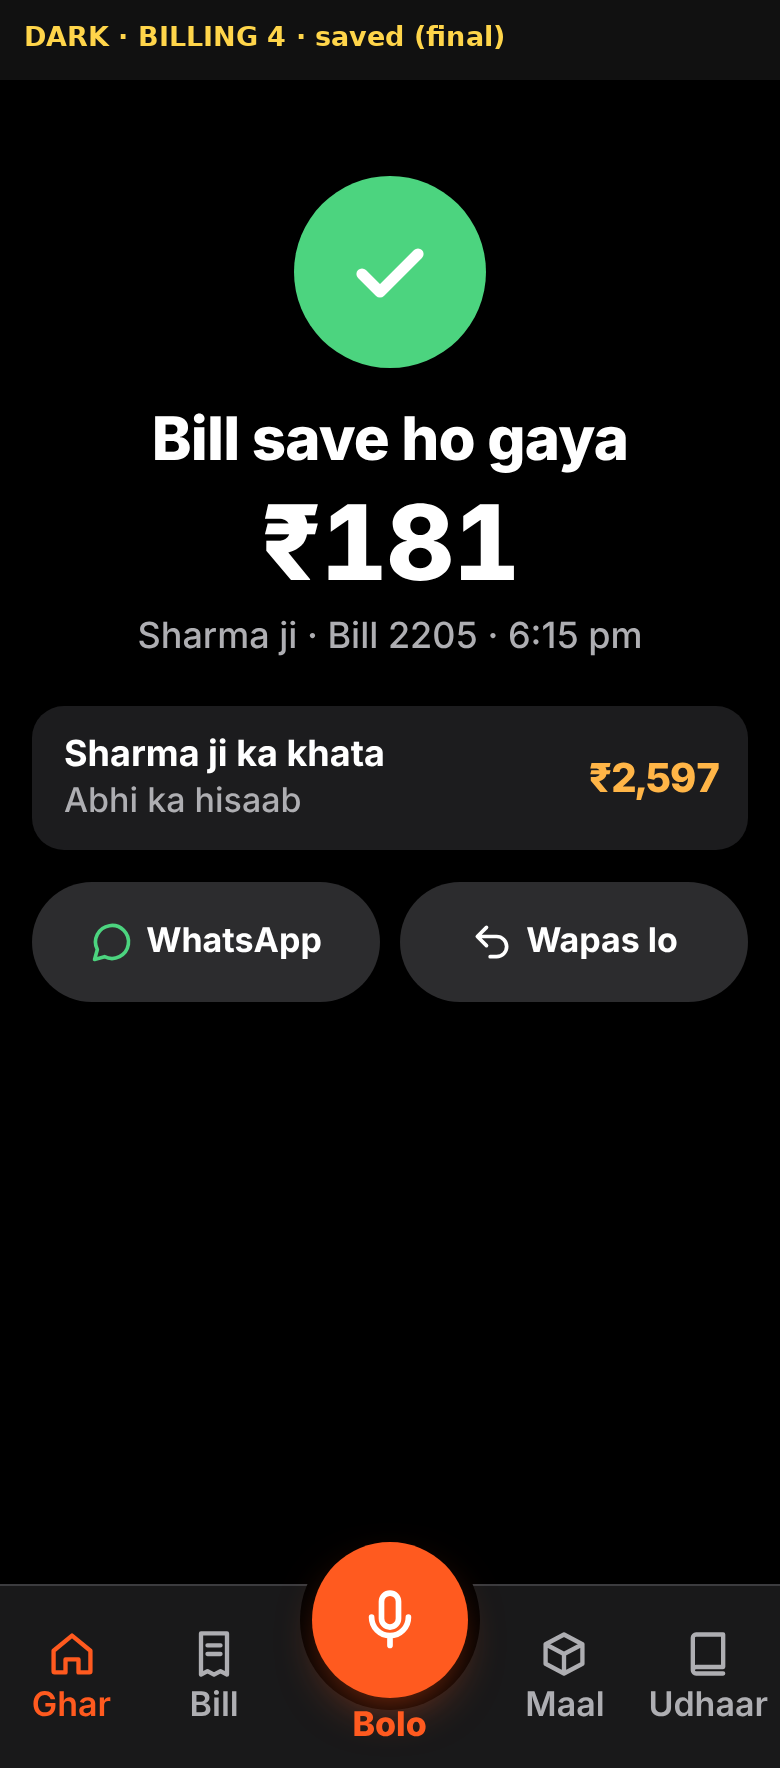 DARK · BILLING 4 · saved (final)
Bill save ho gaya
₹181
Sharma ji · Bill 2205 · 6:15 pm
Sharma ji ka khata
Abhi ka hisaab
₹2,597
WhatsApp
Wapas lo
Ghar
Bill
Bolo
Maal
Udhaar